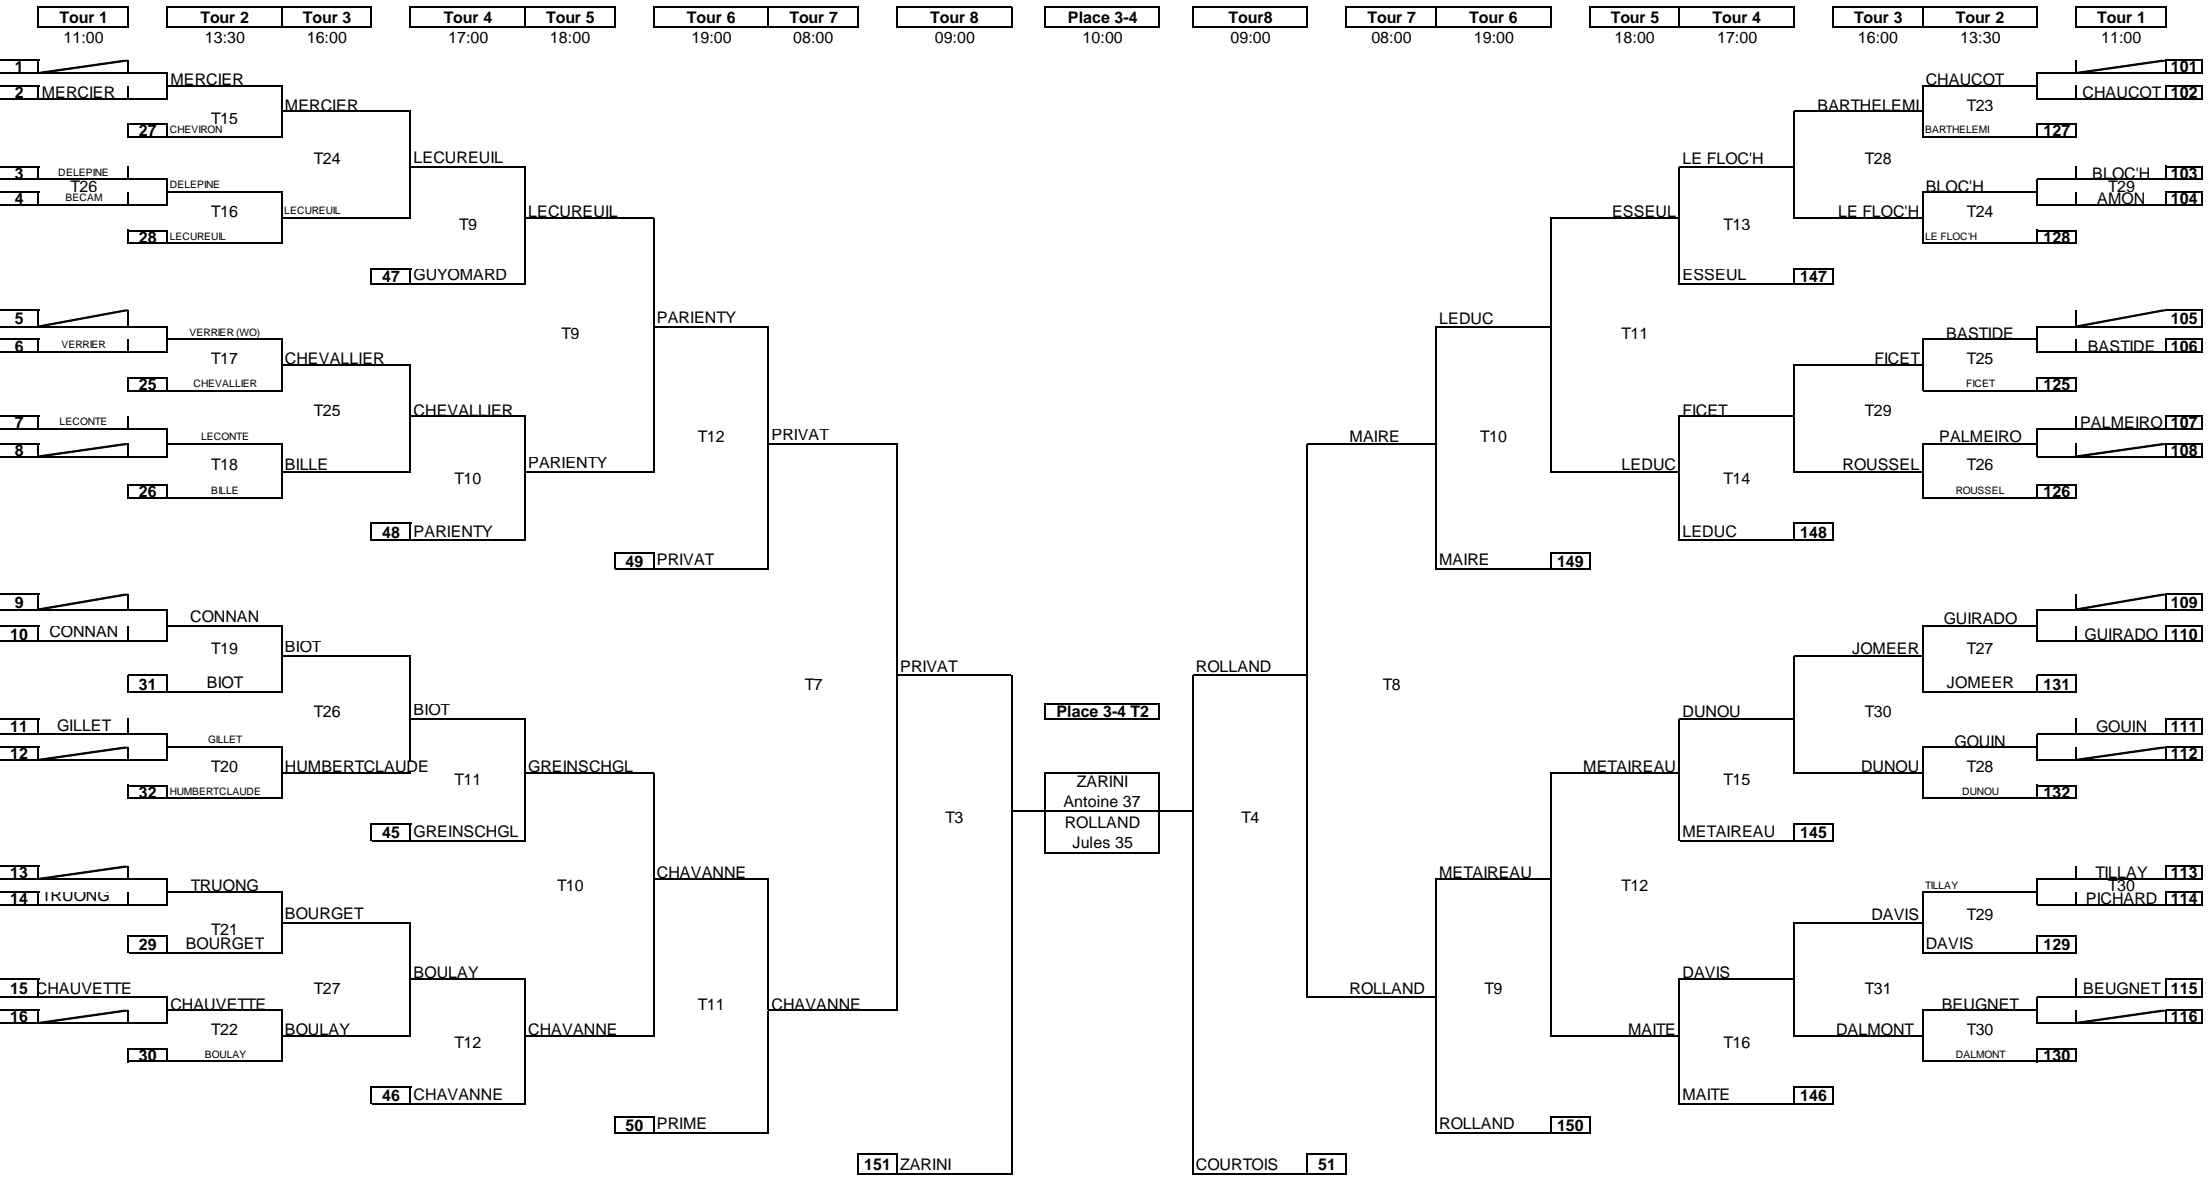 Tour 1 Tour 2 Tour 3 Tour 4 Tour 5 Tour 6 Tour 7 Tour 8 Place 3-4 Tour8 Tour 7 Tour 6 Tour 5 Tour 4 Tour 3 Tour 2 Tour 1
11:00 13:30 16:00 17:00 18:00 19:00 08:00 09:00 10:00 09:00 08:00 19:00 18:00 17:00 16:00 13:30 11:00
1 101
MERCIER CHAUCOT
2 MERCIER CHAUCOT 102
MERCIER BARTHELEMI
T15 T23
27 CHEVIRON BARTHELEMI 127
T24 LECUREUIL LE FLOC'H T28
3 DELEPINE BLOC'H 103
T26 DELEPINE BLOC'H T29
4 BECAM AMON 104
T16 LECUREUIL LECUREUIL ESSEUL LE FLOC'H T24
T9 T13
28 LECUREUIL LE FLOC'H 128
47 GUYOMARD ESSEUL 147
5 PARIENTY LEDUC 105
VERRIER (WO) T9 T11 BASTIDE
6 VERRIER BASTIDE 106
T17 CHEVALLIER FICET T25
25 CHEVALLIER FICET 125
T25 CHEVALLIER FICET T29
7 LECONTE PALMEIRO 107
LECONTE T12 PRIVAT MAIRE T10 PALMEIRO
8 108
T18 BILLE PARIENTY LEDUC ROUSSEL T26
T10 T14
26 BILLE ROUSSEL 126
48 PARIENTY LEDUC 148
49 PRIVAT MAIRE 149
9 109
CONNAN GUIRADO
10 CONNAN GUIRADO 110
T19 BIOT JOMEER T27
PRIVAT ROLLAND
31 BIOT T7 T8 JOMEER 131
T26 BIOT Place 3-4 T2 DUNOU T30
11 GILLET GOUIN 111
GILLET GOUIN
12 112
T20 HUMBERTCLAUDE GREINSCHGL METAIREAU DUNOU T28
T11 ZARINI T15
32 HUMBERTCLAUDE DUNOU 132
Antoine 37
T3 ROLLAND T4
45 GREINSCHGL METAIREAU 145
Jules 35
13 CHAVANNE METAIREAU TILLAY 113
TRUONG T10 T12 TILLAY T30
14 TRUONG PICHARD 114
BOURGET DAVIS
T21 T29
29 BOURGET DAVIS 129
BOULAY DAVIS
15 CHAUVETTE T27 ROLLAND T9 T31 BEUGNET 115
CHAUVETTE T11 CHAVANNE BEUGNET
16 116
T22 BOULAY CHAVANNE MAITE DALMONT T30
T12 T16
30 BOULAY DALMONT 130
46 CHAVANNE MAITE 146
50 PRIME ROLLAND 150
151 ZARINI COURTOIS 51